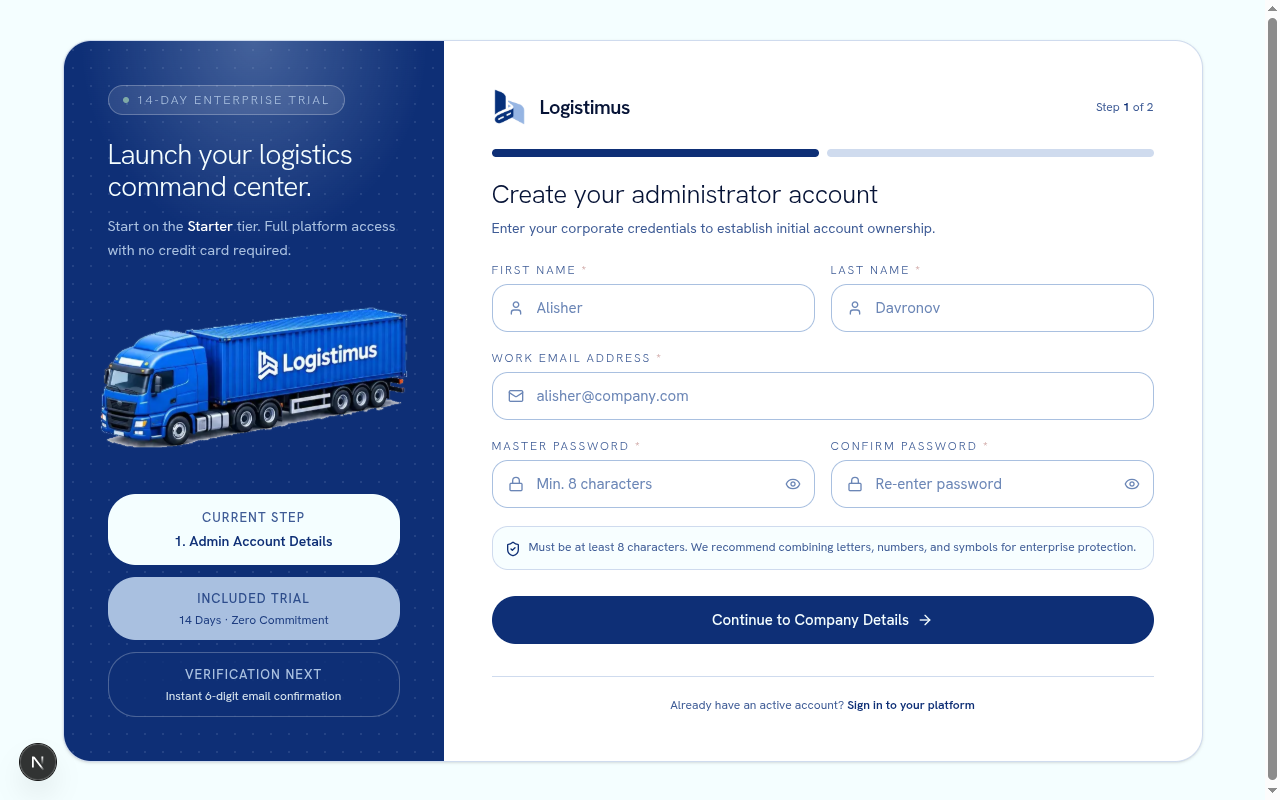 14-DAY ENTERPRISE TRIAL
Launch your logistics
command center.
Start on the Starter tier. Full platform access
with no credit card required.
Logistimus
CURRENT STEP
1. Admin Account Details
INCLUDED TRIAL
14 Days · Zero Commitment
VERIFICATION NEXT
Instant 6-digit email confirmation
N
Logistimus
Step 1 of 2
Create your administrator account
Enter your corporate credentials to establish initial account ownership.
FIRST NAME *
LAST NAME *
Alisher
Davronov
WORK EMAIL ADDRESS *
alisher@company.com
MASTER PASSWORD *
CONFIRM PASSWORD *
Min. 8 characters
Re-enter password
Must be at least 8 characters. We recommend combining letters, numbers, and symbols for enterprise protection.
Continue to Company Details →
Already have an active account? Sign in to your platform